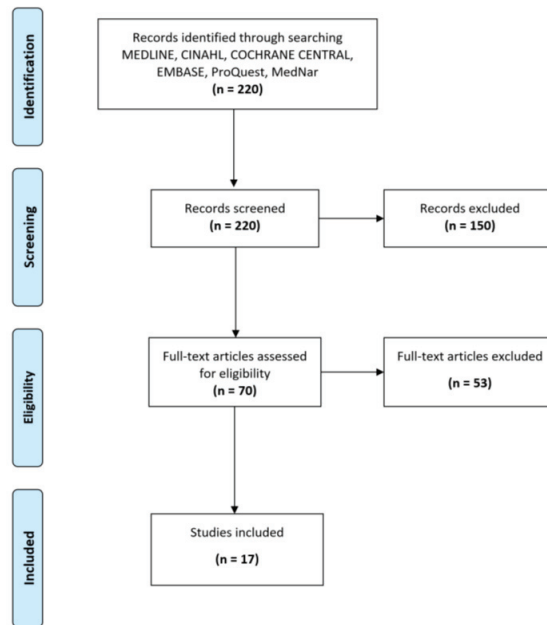 Identification
Records identified through searching
MEDLINE, CINAHL, COCHRANE CENTRAL,
EMBASE, ProQuest, MedNar
(n = 220)
Screening
Records screened
(n = 220)
Records excluded
(n = 150)
Eligibility
Full-text articles assessed
for eligibility
(n = 70)
Full-text articles excluded
(n = 53)
Included
Studies included
(n = 17)